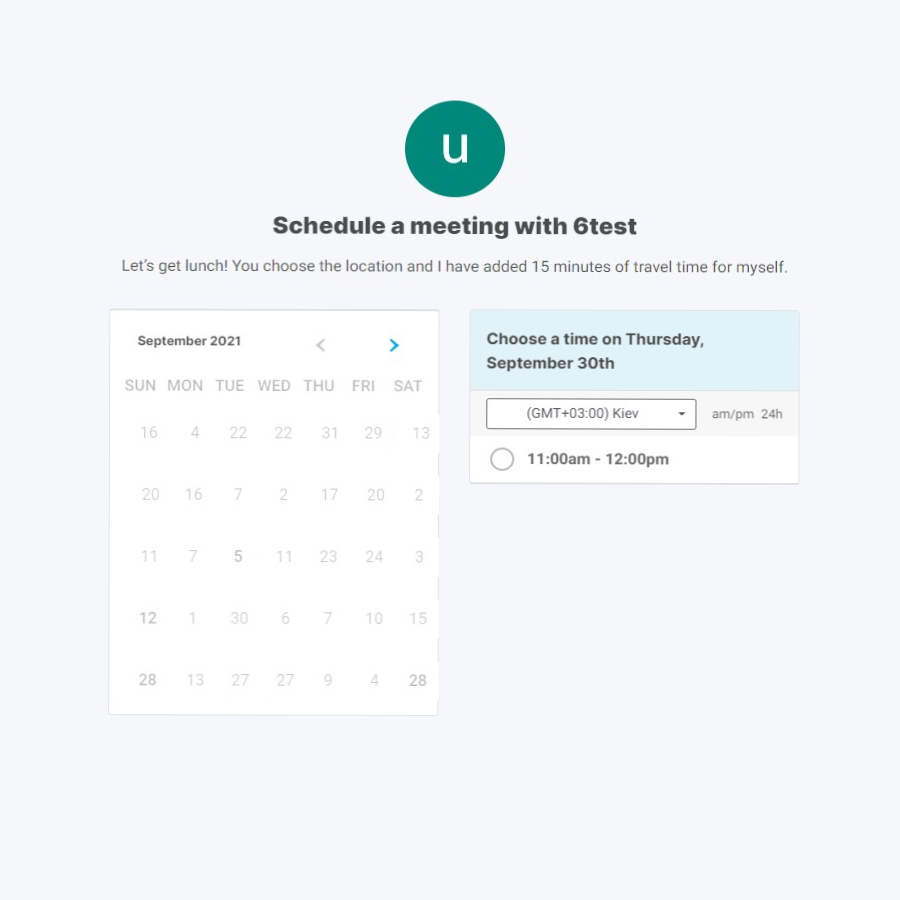 u
Schedule a meeting with 6test
Let's get lunch! You choose the location and I have added 15 minutes of travel time for myself.
September 2021
SUN MON TUE WED THU FRI SAT
16 4 22 22 31 29 13
20 16 7 2 17 20 2
11 7 5 11 23 24 3
12 1 30 6 7 10 15
28 13 27 27 9 4 28
Choose a time on Thursday,
September 30th
(GMT+03:00) Kiev am/pm 24h
11:00am - 12:00pm